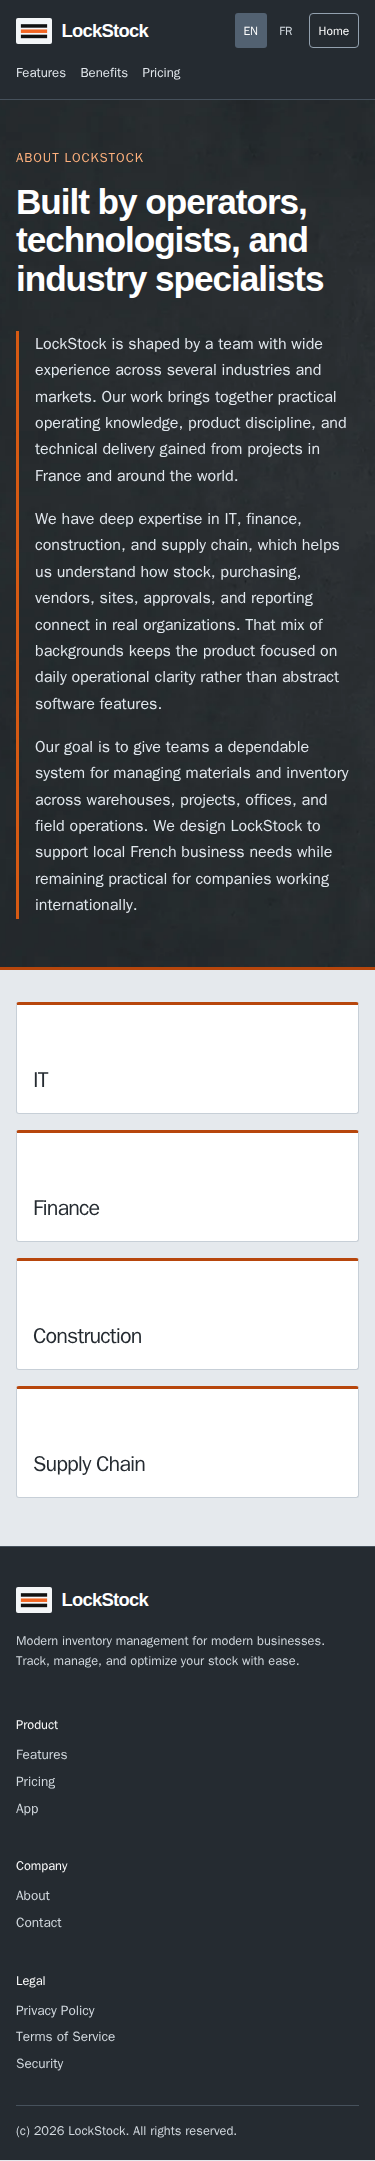 LockStock
EN FR Home
Features Benefits Pricing
ABOUT LOCKSTOCK
Built by operators,
technologists, and
industry specialists
LockStock is shaped by a team with wide
experience across several industries and
markets. Our work brings together practical
operating knowledge, product discipline, and
technical delivery gained from projects in
France and around the world.
We have deep expertise in IT, finance,
construction, and supply chain, which helps
us understand how stock, purchasing,
vendors, sites, approvals, and reporting
connect in real organizations. That mix of
backgrounds keeps the product focused on
daily operational clarity rather than abstract
software features.
Our goal is to give teams a dependable
system for managing materials and inventory
across warehouses, projects, offices, and
field operations. We design LockStock to
support local French business needs while
remaining practical for companies working
internationally.
IT
Finance
Construction
Supply Chain
LockStock
Modern inventory management for modern businesses.
Track, manage, and optimize your stock with ease.
Product
Features
Pricing
App
Company
About
Contact
Legal
Privacy Policy
Terms of Service
Security
(c) 2026 LockStock. All rights reserved.